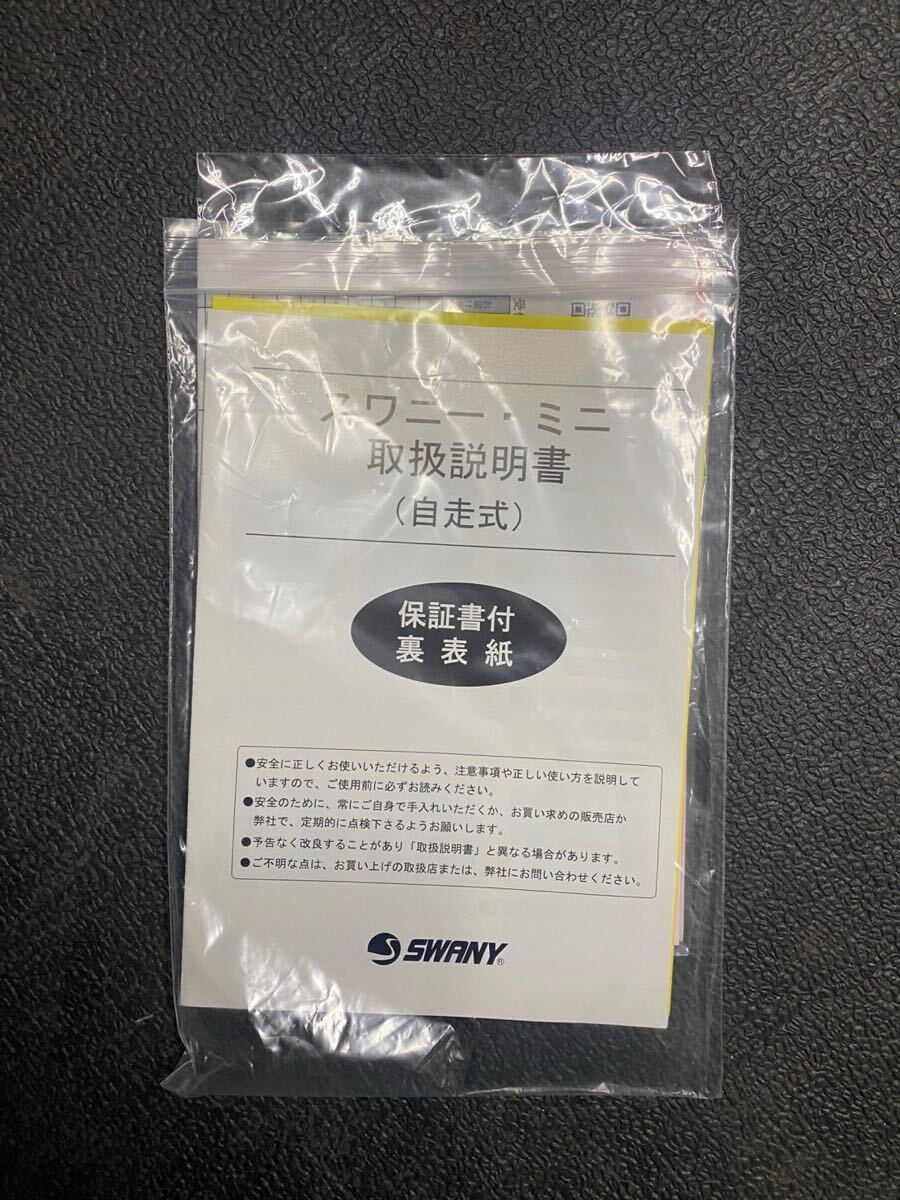 スワニー・ミニ
取扱説明書
（自走式）
保証書付
裏表紙
●安全に正しくお使いいただけるよう、注意事項や正しい使い方を説明して
いますので、ご使用前に必ずお読みください。
●安全のために、常にご自身で手入れいただくか、お買い求めの販売店か
弊社で、定期的に点検下さるようお願いします。
●予告なく改良することがあり「取扱説明書」と異なる場合があります。
●ご不明な点は、お買い上げの取扱店または、弊社にお問い合わせください。
SWANY®